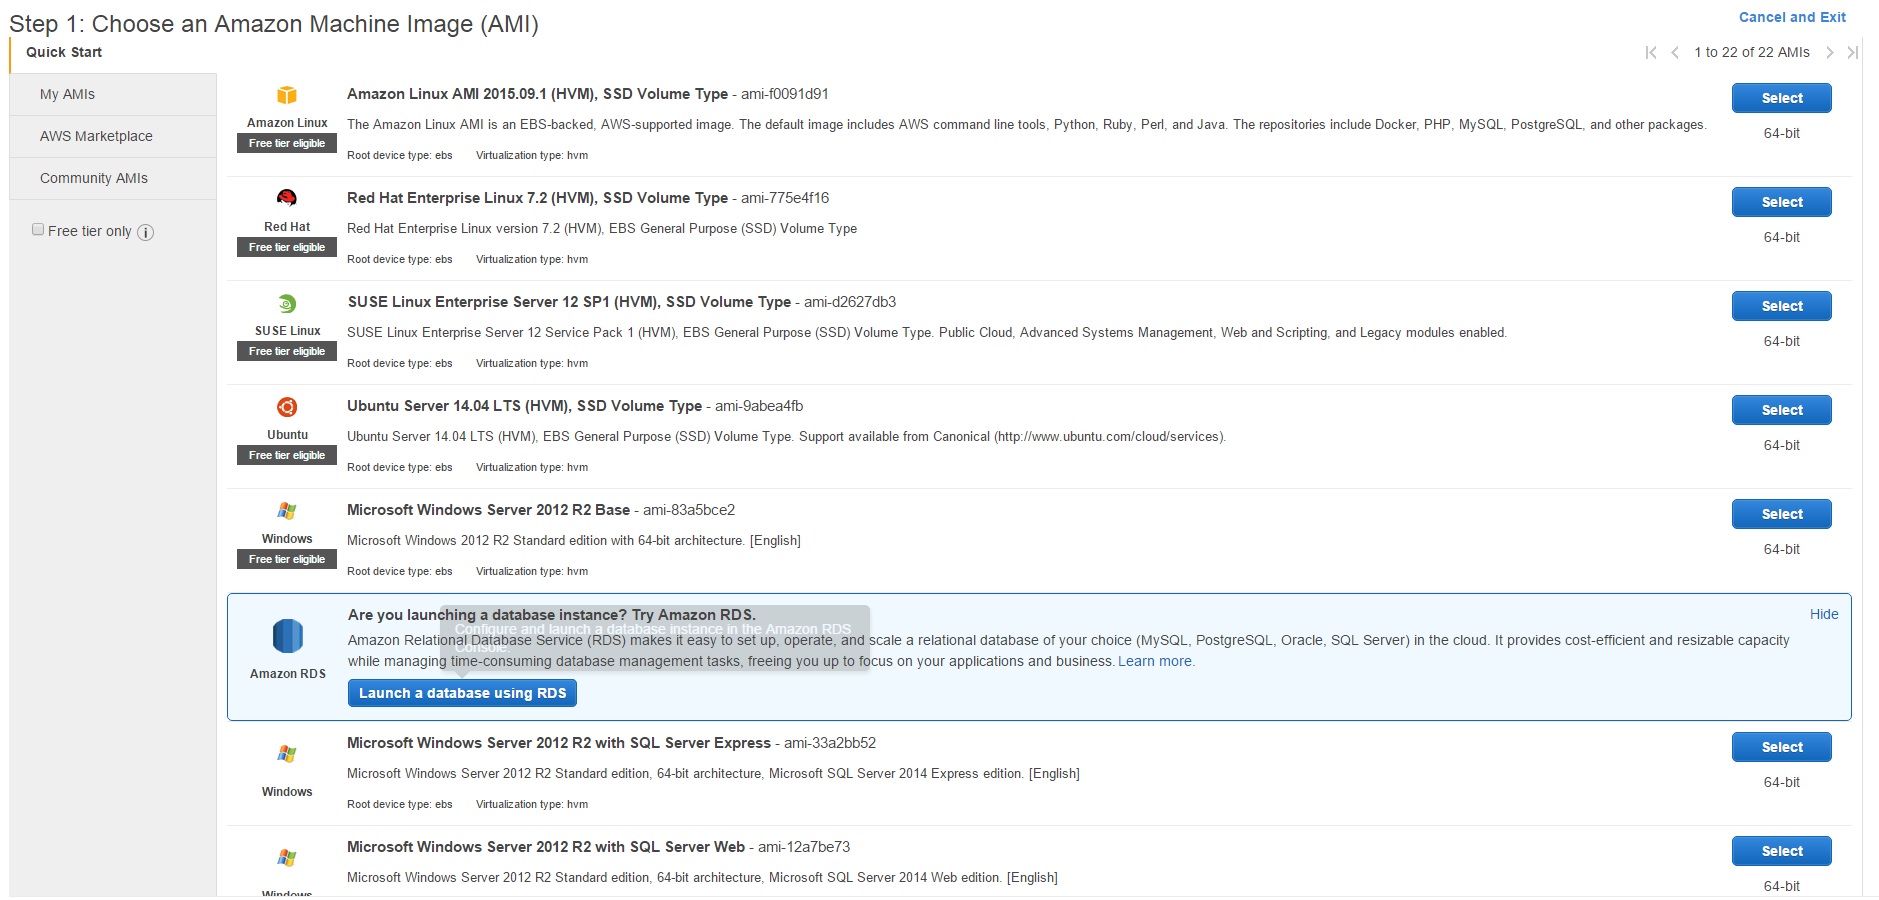 Step 1: Choose an Amazon Machine Image (AMI)
Cancel and Exit
Quick Start
1 to 22 of 22 AMIs
My AMIs
AWS Marketplace
Community AMIs
Free tier only
Amazon Linux
Free tier eligible
Amazon Linux AMI 2015.09.1 (HVM), SSD Volume Type - ami-f0091d91
The Amazon Linux AMI is an EBS-backed, AWS-supported image. The default image includes AWS command line tools, Python, Ruby, Perl, and Java. The repositories include Docker, PHP, MySQL, PostgreSQL, and other packages.
Root device type: ebs Virtualization type: hvm
Select
64-bit
Red Hat
Free tier eligible
Red Hat Enterprise Linux 7.2 (HVM), SSD Volume Type - ami-775e4f16
Red Hat Enterprise Linux version 7.2 (HVM), EBS General Purpose (SSD) Volume Type
Root device type: ebs Virtualization type: hvm
Select
64-bit
SUSE Linux
Free tier eligible
SUSE Linux Enterprise Server 12 SP1 (HVM), SSD Volume Type - ami-d2627db3
SUSE Linux Enterprise Server 12 Service Pack 1 (HVM), EBS General Purpose (SSD) Volume Type. Public Cloud, Advanced Systems Management, Web and Scripting, and Legacy modules enabled.
Root device type: ebs Virtualization type: hvm
Select
64-bit
Ubuntu
Free tier eligible
Ubuntu Server 14.04 LTS (HVM), SSD Volume Type - ami-9abea4fb
Ubuntu Server 14.04 LTS (HVM), EBS General Purpose (SSD) Volume Type. Support available from Canonical (http://www.ubuntu.com/cloud/services).
Root device type: ebs Virtualization type: hvm
Select
64-bit
Windows
Free tier eligible
Microsoft Windows Server 2012 R2 Base - ami-83a5bce2
Microsoft Windows 2012 R2 Standard edition with 64-bit architecture. [English]
Root device type: ebs Virtualization type: hvm
Select
64-bit
Amazon RDS
Are you launching a database instance? Try Amazon RDS.
Hide
Configure and launch a database instance in the Amazon RDS
Console.
Amazon Relational Database Service (RDS) makes it easy to set up, operate, and scale a relational database of your choice (MySQL, PostgreSQL, Oracle, SQL Server) in the cloud. It provides cost-efficient and resizable capacity
while managing time-consuming database management tasks, freeing you up to focus on your applications and business. Learn more.
Launch a database using RDS
Windows
Microsoft Windows Server 2012 R2 with SQL Server Express - ami-33a2bb52
Microsoft Windows Server 2012 R2 Standard edition, 64-bit architecture, Microsoft SQL Server 2014 Express edition. [English]
Root device type: ebs Virtualization type: hvm
Select
64-bit
Windows
Microsoft Windows Server 2012 R2 with SQL Server Web - ami-12a7be73
Microsoft Windows Server 2012 R2 Standard edition, 64-bit architecture, Microsoft SQL Server 2014 Web edition. [English]
Select
64-bit